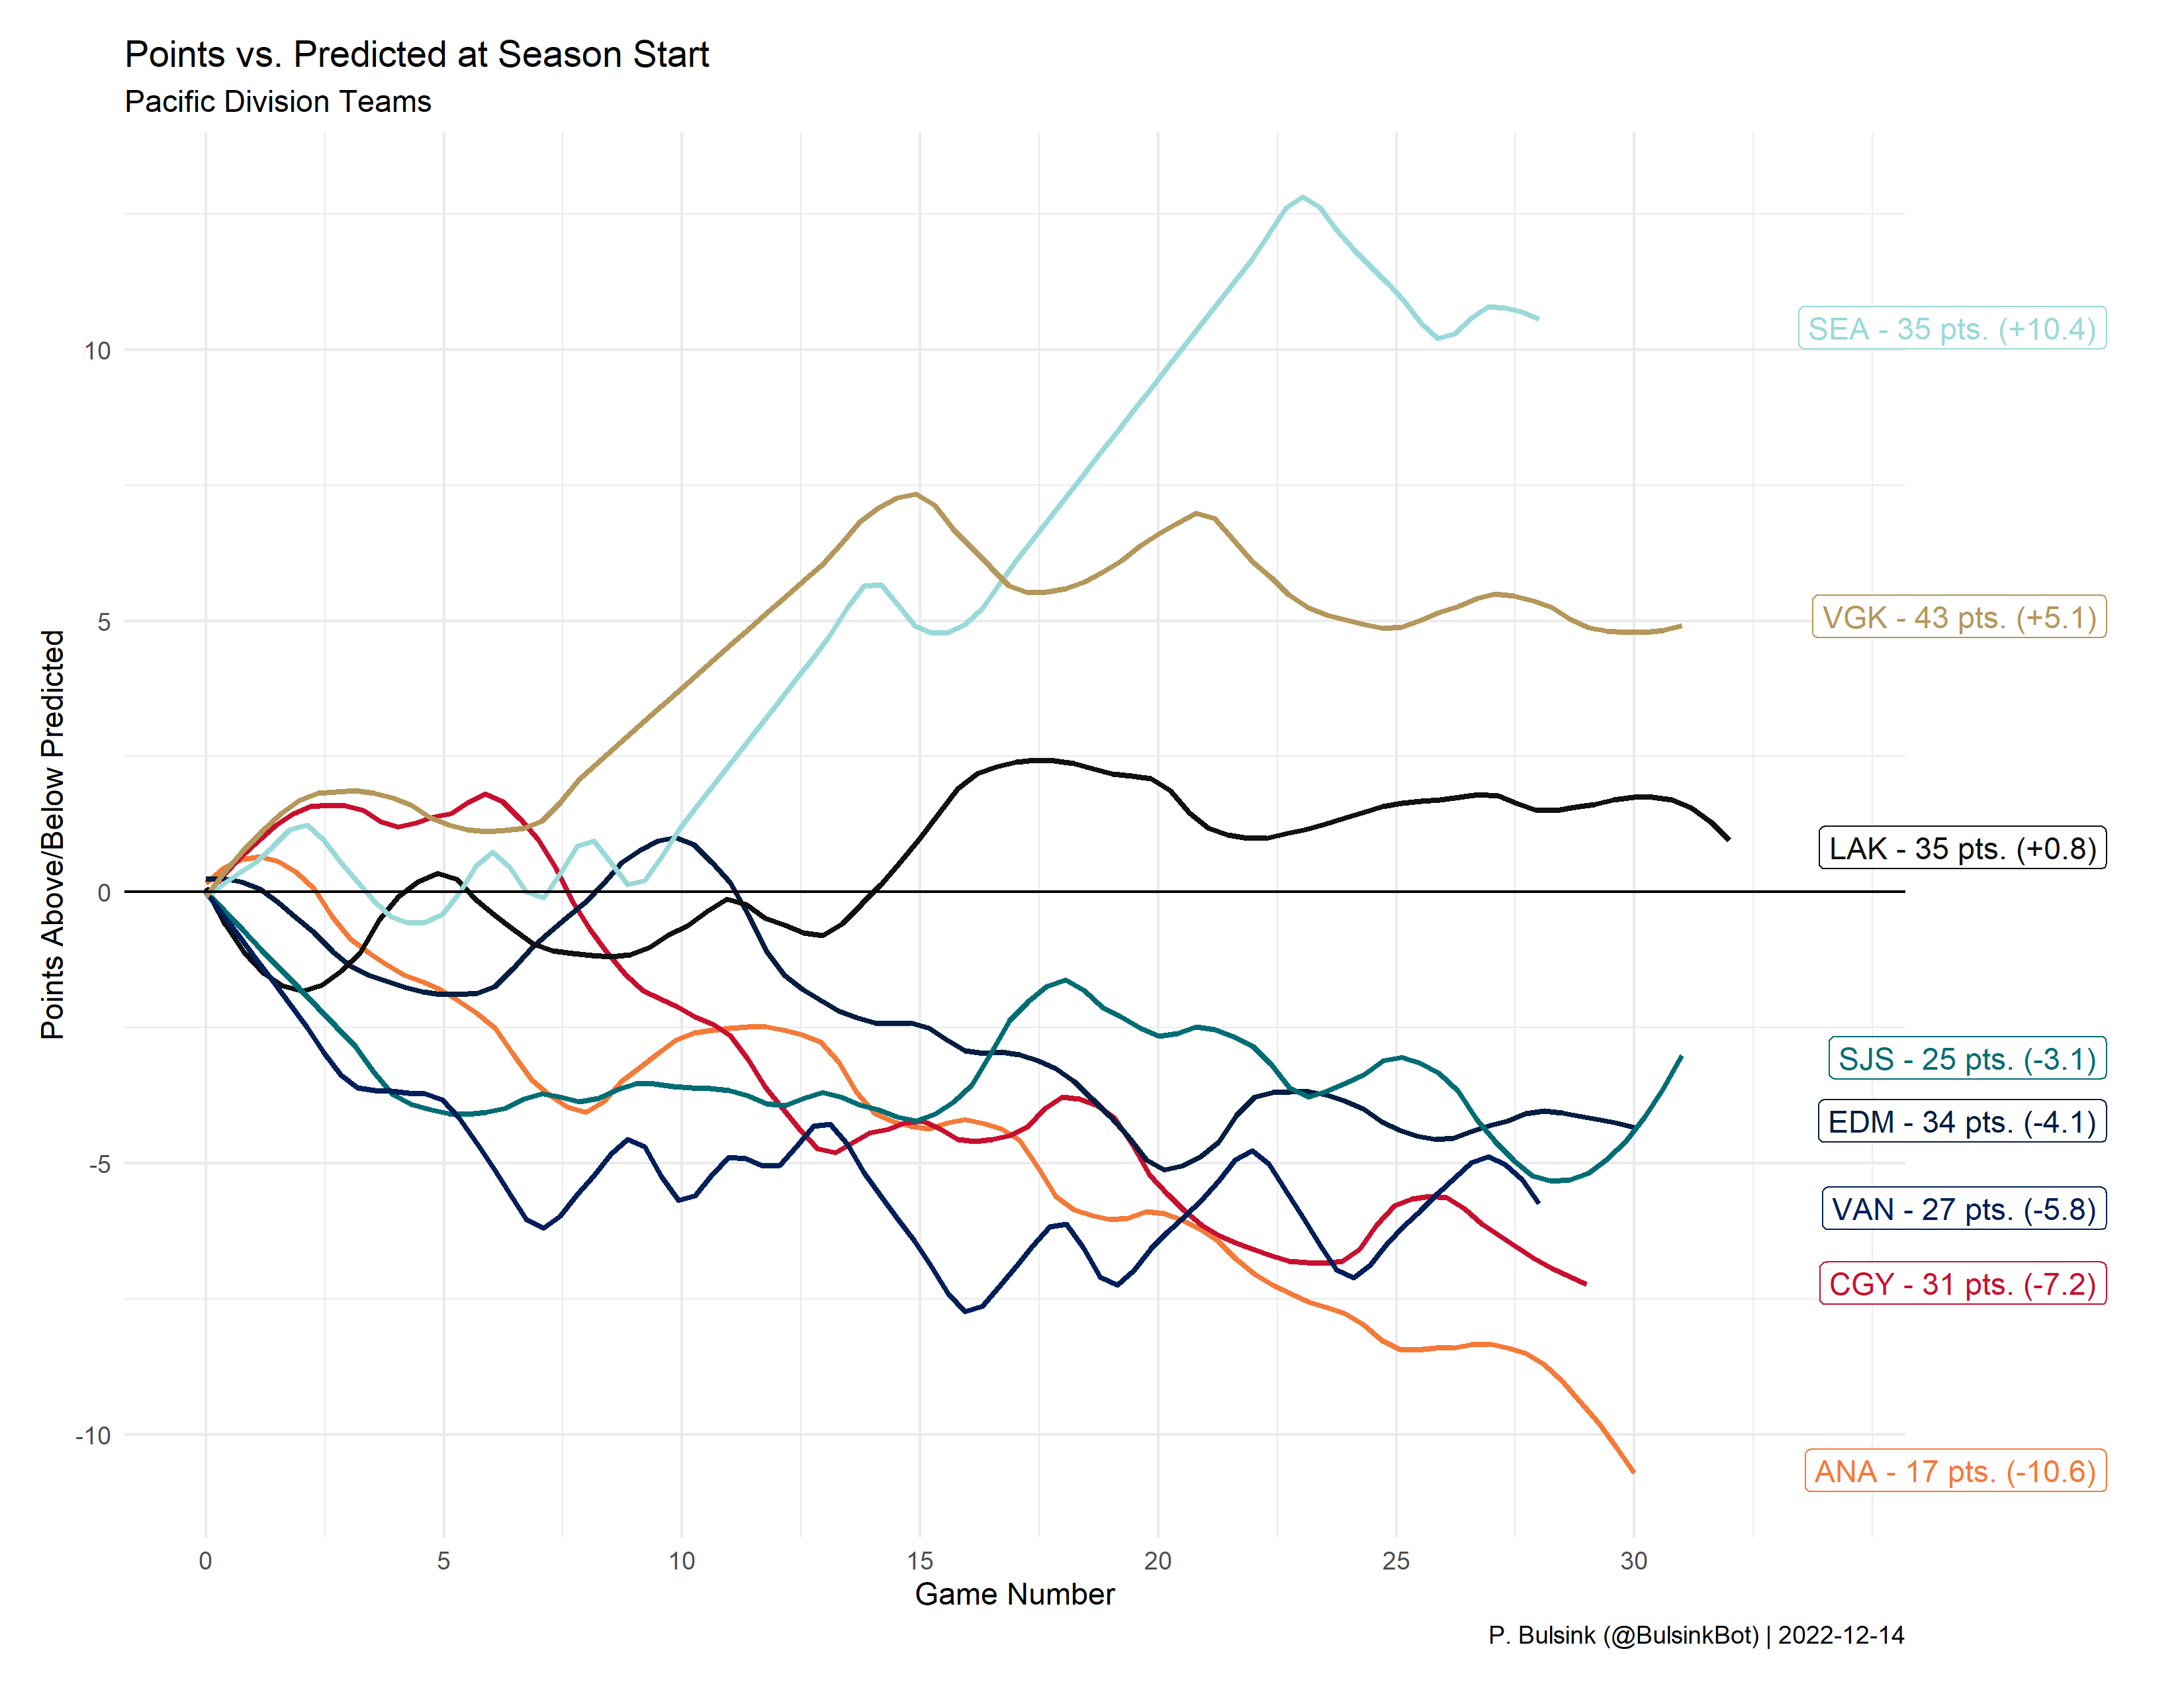 Points vs. Predicted at Season Start
Pacific Division Teams
Points Above/Below Predicted
10
5
0
-5
-10
SEA - 35 pts. (+10.4)
VGK - 43 pts. (+5.1)
LAK - 35 pts. (+0.8)
SJS - 25 pts. (-3.1)
EDM - 34 pts. (-4.1)
VAN - 27 pts. (-5.8)
CGY - 31 pts. (-7.2)
ANA - 17 pts. (-10.6)
0 5 10 15 20 25 30
Game Number
P. Bulsink (@BulsinkBot) | 2022-12-14